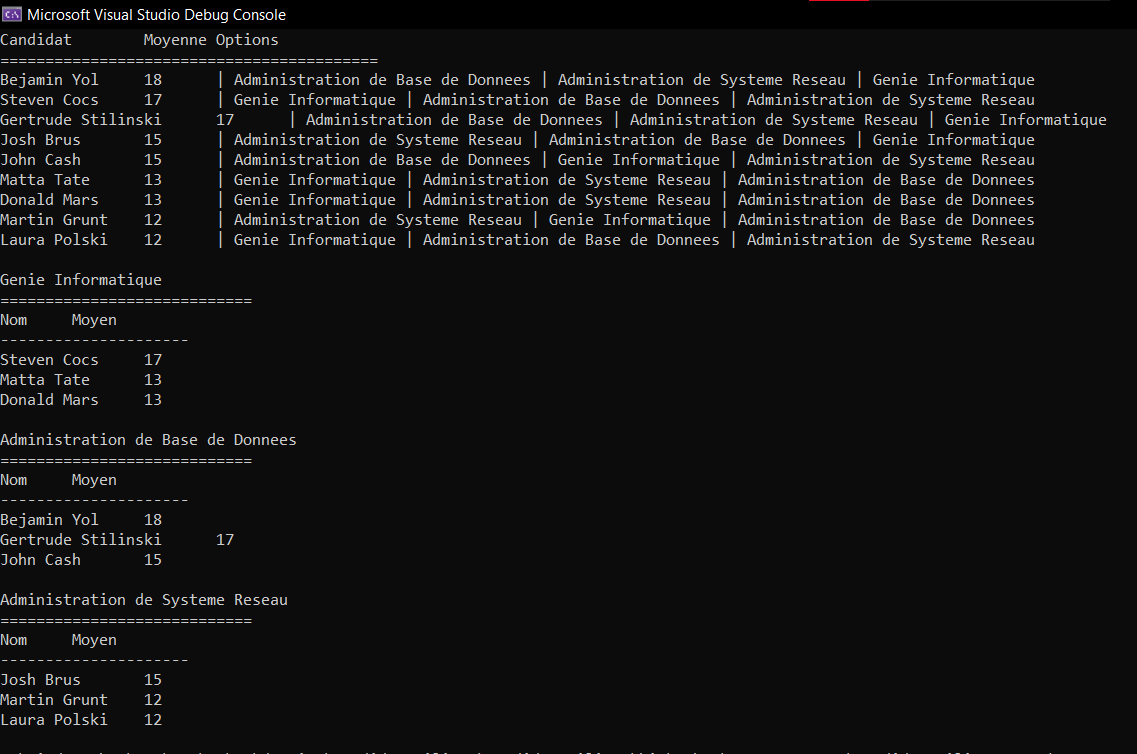 Microsoft Visual Studio Debug Console
Candidat        Moyenne Options
==========================================
Bejamin Yol     18      | Administration de Base de Donnees | Administration de Systeme Reseau | Genie Informatique
Steven Cocs     17      | Genie Informatique | Administration de Base de Donnees | Administration de Systeme Reseau
Gertrude Stilinski      17      | Administration de Base de Donnees | Administration de Systeme Reseau | Genie Informatique
Josh Brus       15      | Administration de Systeme Reseau | Administration de Base de Donnees | Genie Informatique
John Cash       15      | Administration de Base de Donnees | Genie Informatique | Administration de Systeme Reseau
Matta Tate      13      | Genie Informatique | Administration de Systeme Reseau | Administration de Base de Donnees
Donald Mars     13      | Genie Informatique | Administration de Systeme Reseau | Administration de Base de Donnees
Martin Grunt    12      | Administration de Systeme Reseau | Genie Informatique | Administration de Base de Donnees
Laura Polski    12      | Genie Informatique | Administration de Base de Donnees | Administration de Systeme Reseau
Genie Informatique
============================
Nom     Moyen
---------------------
Steven Cocs     17
Matta Tate      13
Donald Mars     13
Administration de Base de Donnees
============================
Nom     Moyen
---------------------
Bejamin Yol     18
Gertrude Stilinski      17
John Cash       15
Administration de Systeme Reseau
============================
Nom     Moyen
---------------------
Josh Brus       15
Martin Grunt    12
Laura Polski    12